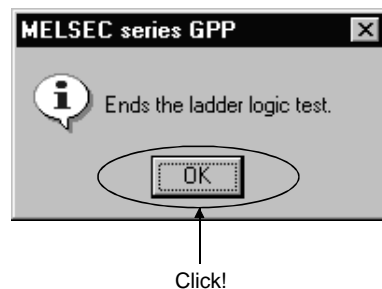 MELSEC series GPP
Ends the ladder logic test.
OK
Click!